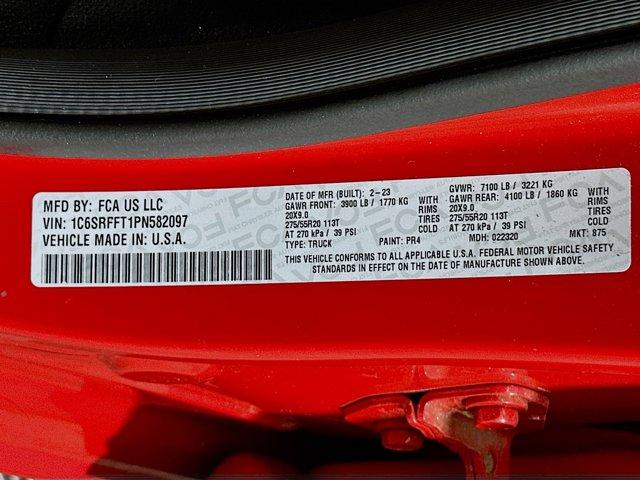 MFD BY: FCA US LLC
VIN: 1C6SRFFT1PN582097
VEHICLE MADE IN: U.S.A.
DATE OF MFR (BUILT): 2-23
GAWR FRONT: 3900 LB / 1770 KG WITH
20X9.0 RIMS
275/55R20 113T TIRES
AT 270 kPa / 39 PSI COLD
TYPE: TRUCK PAINT: PR4
GVWR: 7100 LB / 3221 KG
GAWR REAR: 4100 LB / 1860 KG WITH
20X9.0 RIMS
275/55R20 113T TIRES
AT 270 kPa / 39 PSI COLD
MDH: 022320 MKT: 875
THIS VEHICLE CONFORMS TO ALL APPLICABLE U.S.A. FEDERAL MOTOR VEHICLE SAFETY
STANDARDS IN EFFECT ON THE DATE OF MANUFACTURE SHOWN ABOVE.